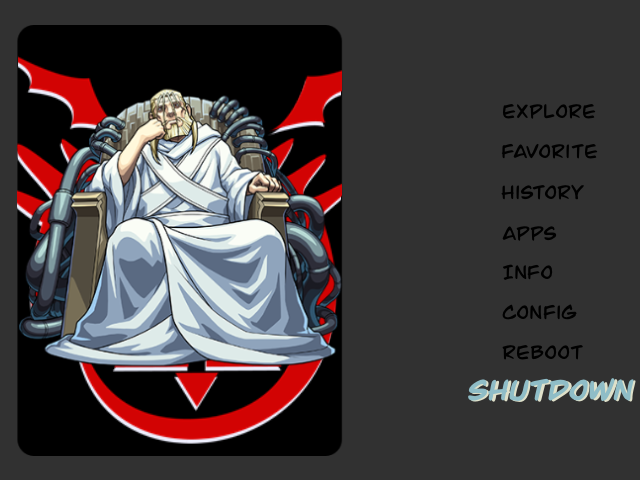 EXPLORE
FAVORITE
HISTORY
APPS
INFO
CONFIG
REBOOT
SHUTDOWN